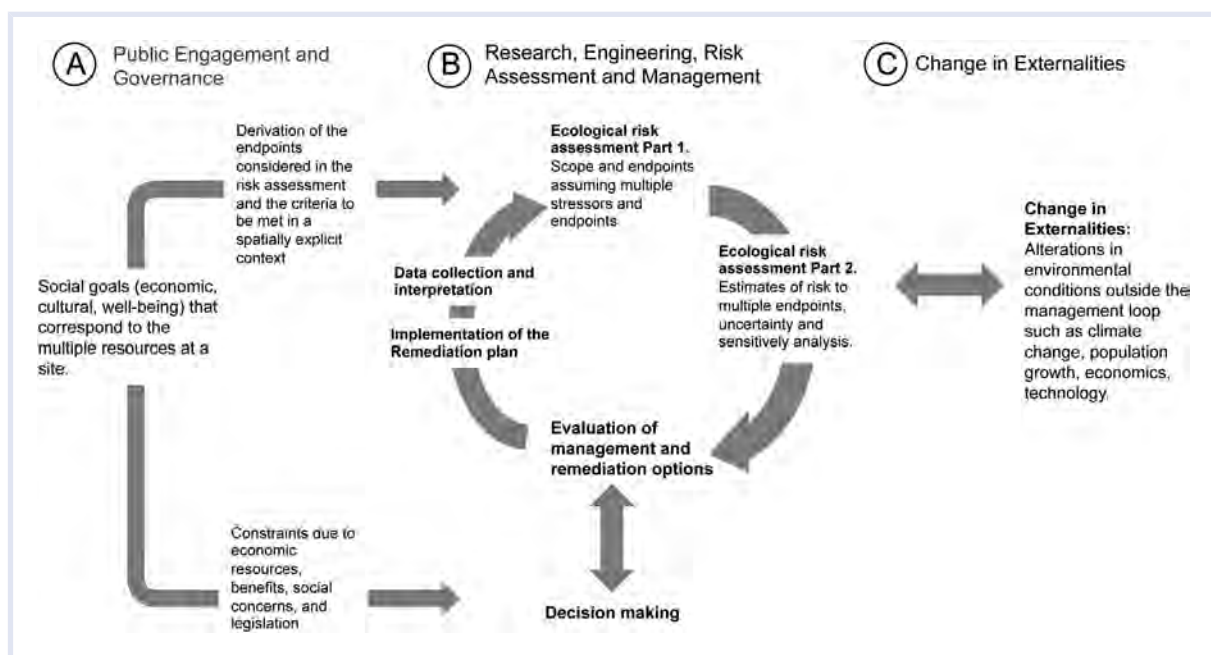 A
Public Engagement and
Governance
B
Research, Engineering, Risk
Assessment and Management
C
Change in Externalities
Derivation of the
endpoints
considered in the
risk assessment
and the criteria to
be met in a
spatially explicit
context
Social goals (economic,
cultural, well-being) that
correspond to the
multiple resources at a
site.
Constraints due to
economic
resources,
benefits, social
concerns, and
legislation
Ecological risk
assessment Part 1.
Scope and endpoints
assuming multiple
stressors and
endpoints
Ecological risk
assessment Part 2.
Estimates of risk to
multiple endpoints,
uncertainty and
sensitively analysis.
Data collection and
interpretation
Implementation of the
Remediation plan
Evaluation of
management and
remediation options
Decision making
Change in
Externalities:
Alterations in
environmental
conditions outside the
management loop
such as climate
change, population
growth, economics,
technology.